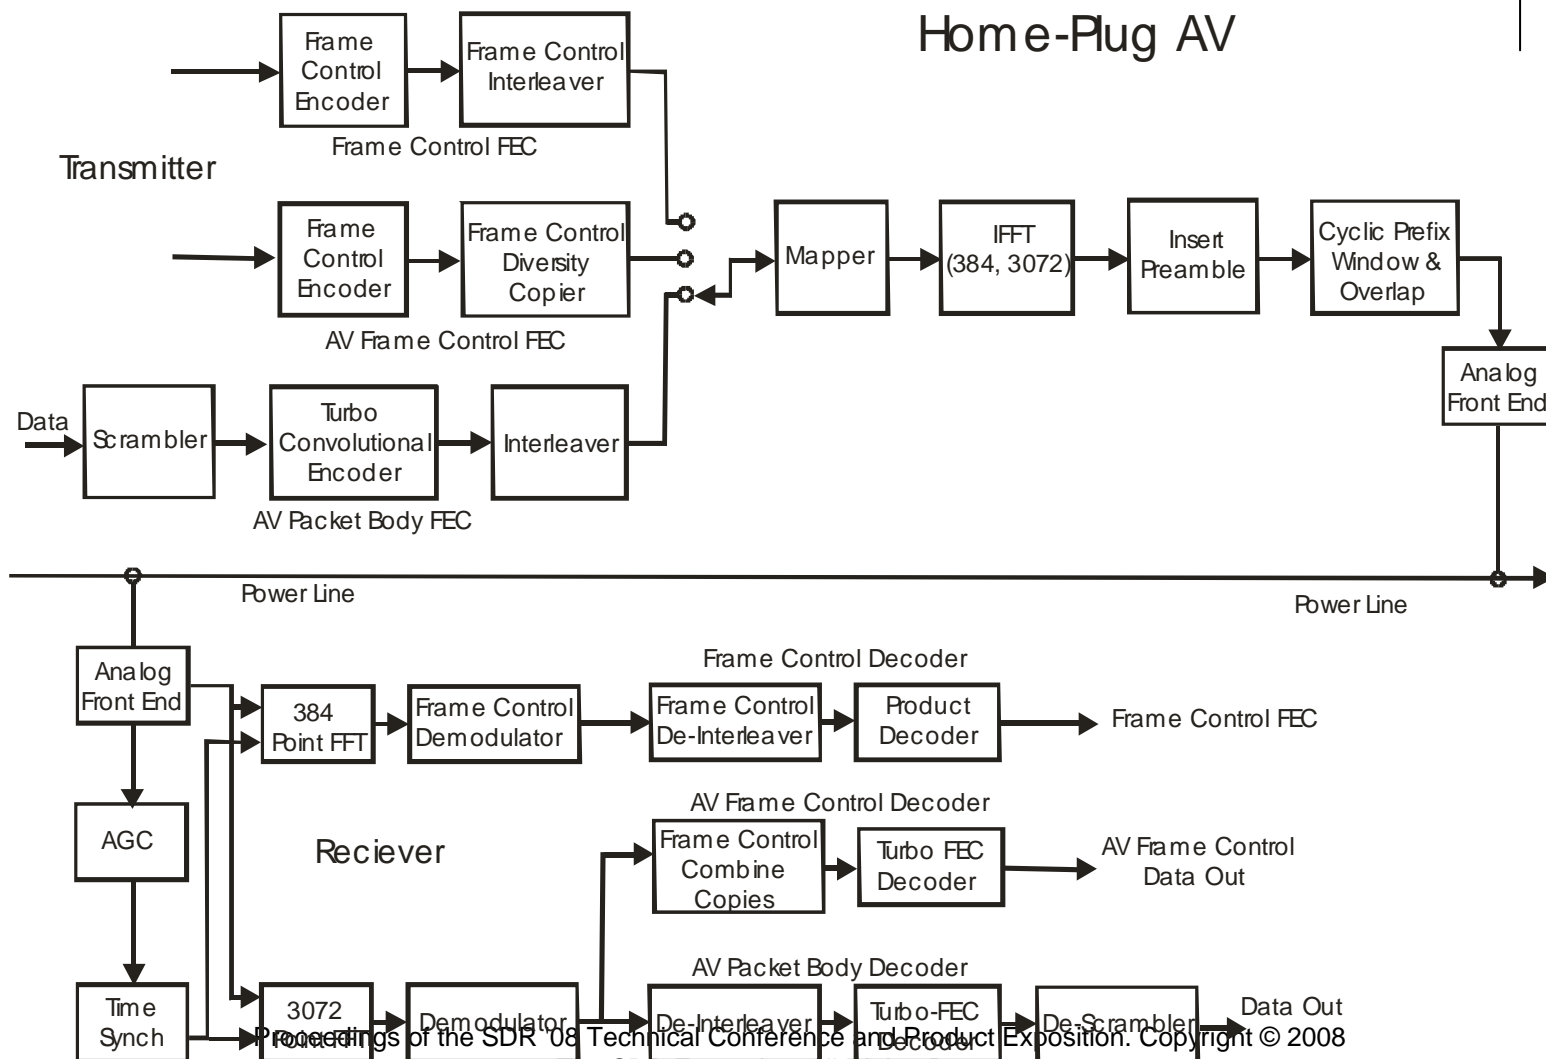 Home-Plug AV
Frame
Control
Encoder
Frame Control
Interleaver
Frame Control FEC
Transmitter
Frame
Control
Encoder
Frame Control
Diversity
Copier
AV Frame Control FEC
Mapper
IFFT
(384, 3072)
Insert
Preamble
Cyclic Prefix
Window &
Overlap
Analog
Front End
Data
Scrambler
Turbo
Convolutional
Encoder
Interleaver
AV Packet Body FEC
Power Line
Power Line
Analog
Front End
384
Point FFT
Frame Control
Demodulator
Frame Control Decoder
Frame Control
De-Interleaver
Product
Decoder
Frame Control FEC
AGC
Reciever
AV Frame Control Decoder
Frame Control
Combine
Copies
Turbo FEC
Decoder
AV Frame Control
Data Out
AV Packet Body Decoder
Time
Synch
3072
Point FFT
Demodulator
De-Interleaver
Turbo-FEC
Decoder
De-Scrambler
Data Out
Proceedings of the SDR '08 Technical Conference and Product Exposition. Copyright © 2008